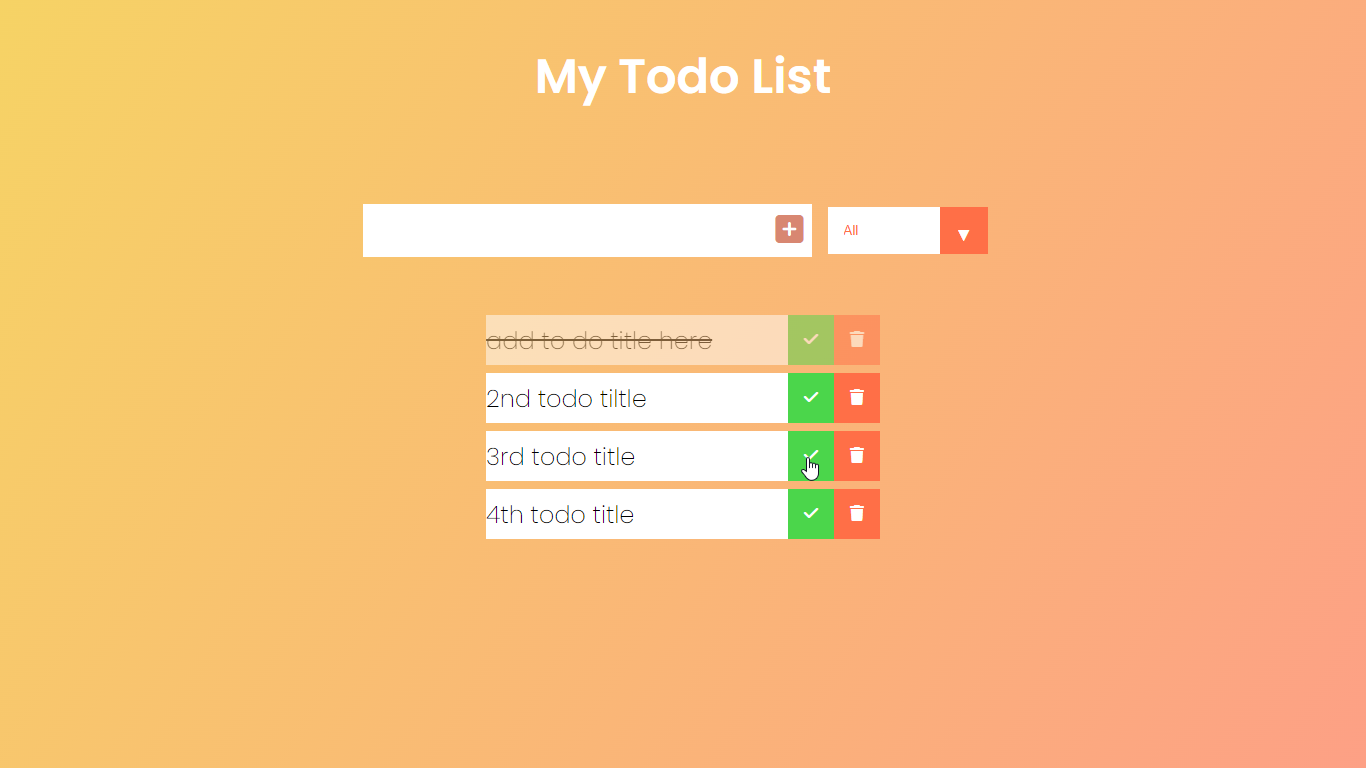 My Todo List
All
add to do title here
2nd todo tiltle
3rd todo title
4th todo title